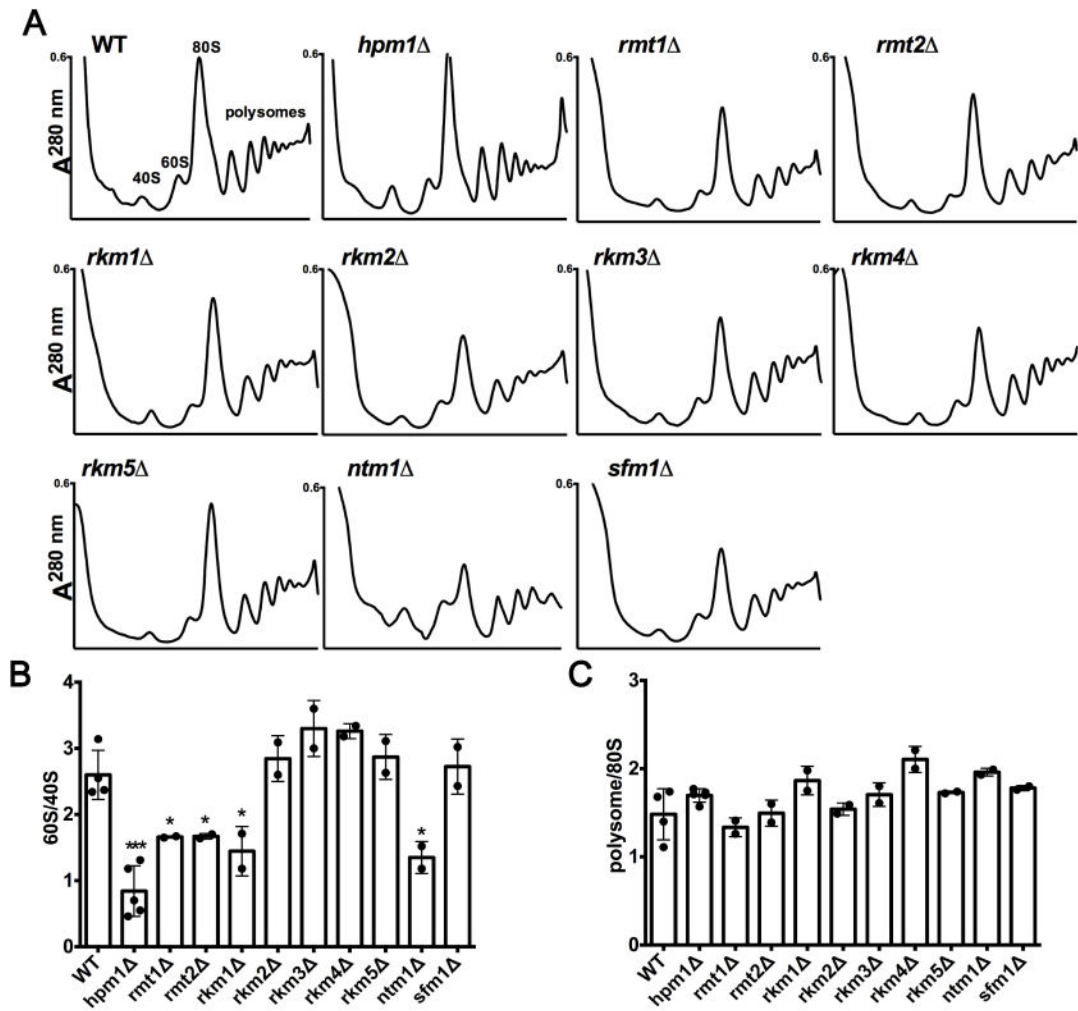 A
WT
hpm1Δ
rmt1Δ
rmt2Δ
0.6
0.6
0.6
0.6
80S
polysomes
60S
40S
A280 nm
rkm1Δ
rkm2Δ
rkm3Δ
rkm4Δ
0.6
0.6
0.6
0.6
A280 nm
rkm5Δ
ntm1Δ
sfm1Δ
0.6
0.6
0.6
A280 nm
B
60S/40S
4
3
2
1
0
***
*
*
*
*
WT
hpm1Δ
rmt1Δ
rmt2Δ
rkm1Δ
rkm2Δ
rkm3Δ
rkm4Δ
rkm5Δ
ntm1Δ
sfm1Δ
C
polysome/80S
3
2
1
0
WT
hpm1Δ
rmt1Δ
rmt2Δ
rkm1Δ
rkm2Δ
rkm3Δ
rkm4Δ
rkm5Δ
ntm1Δ
sfm1Δ